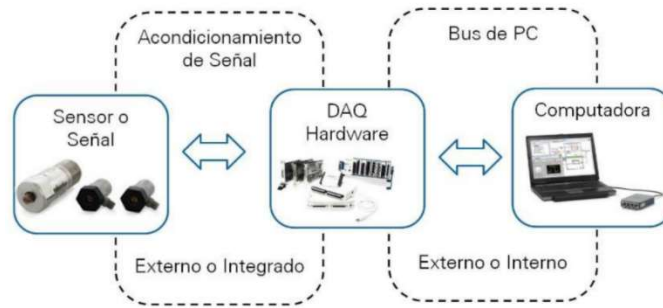 Acondicionamiento
de Señal
Bus de PC
Sensor o
Señal
DAQ
Hardware
Computadora
Externo o Integrado
Externo o Interno